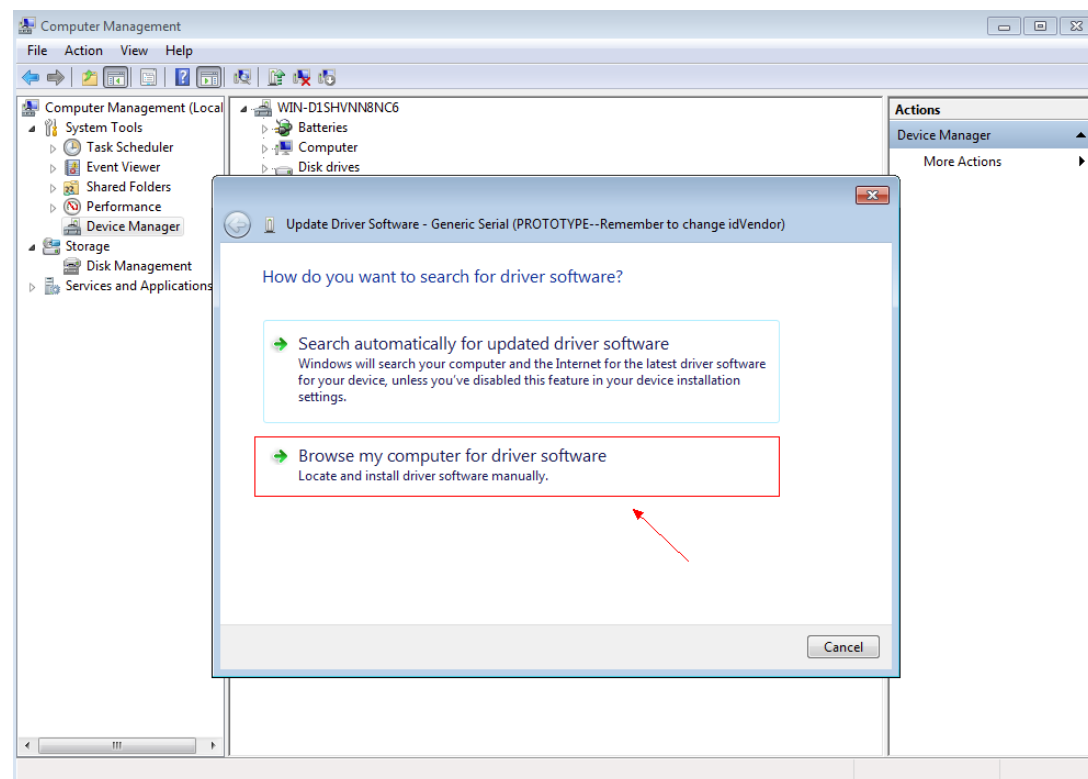 Computer Management
File Action View Help
Computer Management (Local
System Tools
Task Scheduler
Event Viewer
Shared Folders
Performance
Device Manager
Storage
Disk Management
Services and Applications
WIN-D1SHVNN8NC6
Batteries
Computer
Disk drives
Actions
Device Manager
More Actions
Update Driver Software - Generic Serial (PROTOTYPE--Remember to change idVendor)
How do you want to search for driver software?
Search automatically for updated driver software
Windows will search your computer and the Internet for the latest driver software
for your device, unless you've disabled this feature in your device installation
settings.
Browse my computer for driver software
Locate and install driver software manually.
Cancel